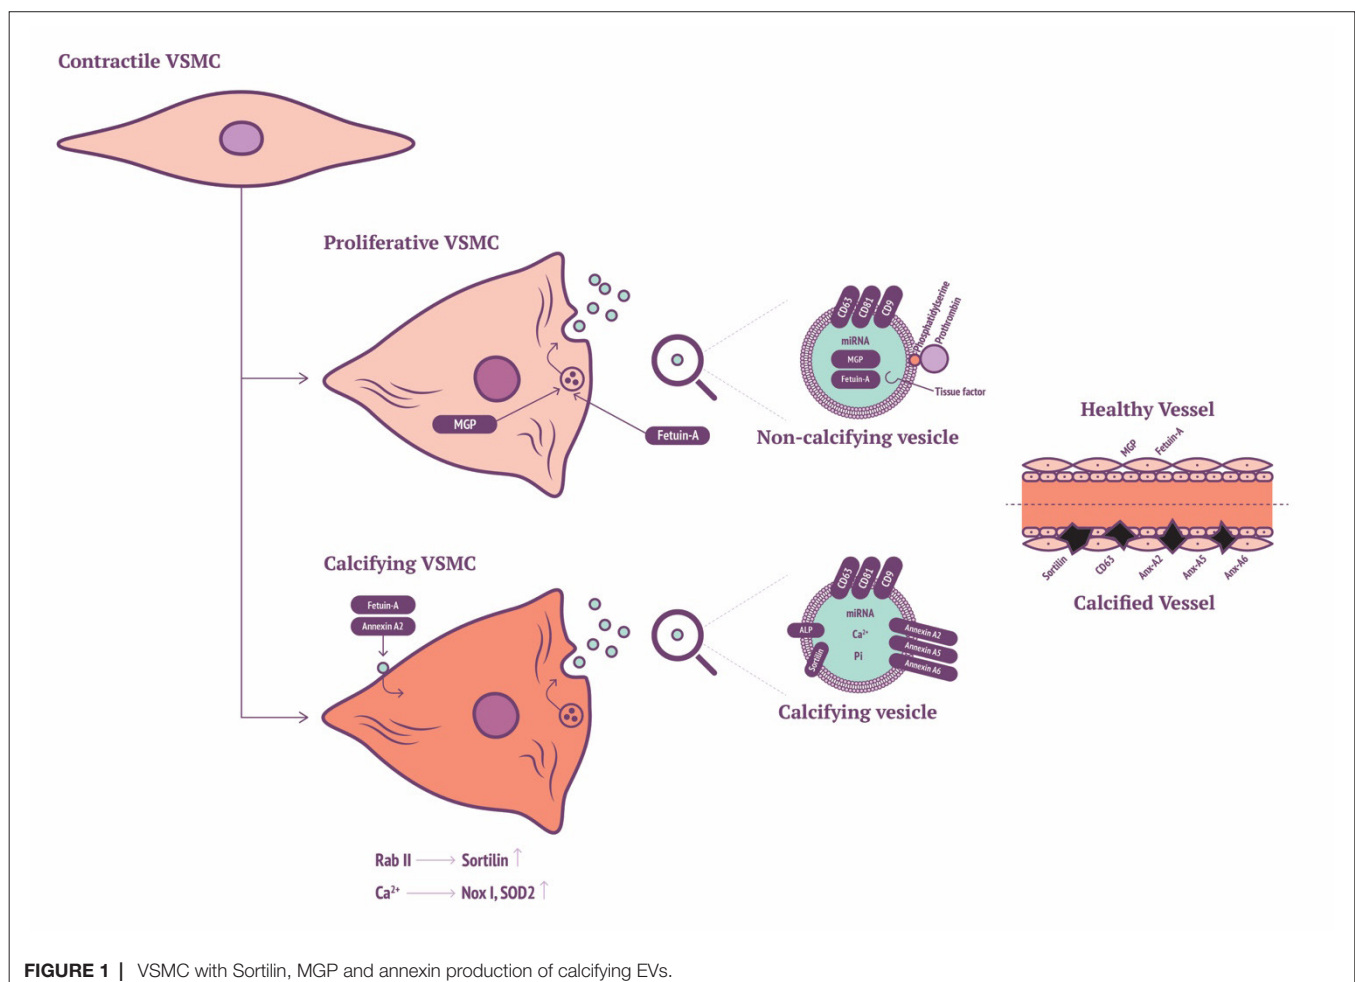 Contractile VSMC
Proliferative VSMC
MGP
Fetuin-A
CD63
CD81
CD9
miRNA
MGP
Fetuin-A
Phosphatidylserine
Prothrombin
Tissue factor
Non-calcifying vesicle
Healthy Vessel
MGP
Fetuin-A
Sortilin
CD63
Anx-A2
Anx-A5
Anx-A6
Calcified Vessel
Calcifying VSMC
Fetuin-A
Annexin A2
CD63
CD81
CD9
miRNA
Ca²⁺
Pi
ALP
Sortilin
Annexin A2
Annexin A5
Annexin A6
Calcifying vesicle
Rab II → Sortilin ↑
Ca²⁺ → Nox I, SOD2 ↑
FIGURE 1 | VSMC with Sortilin, MGP and annexin production of calcifying EVs.